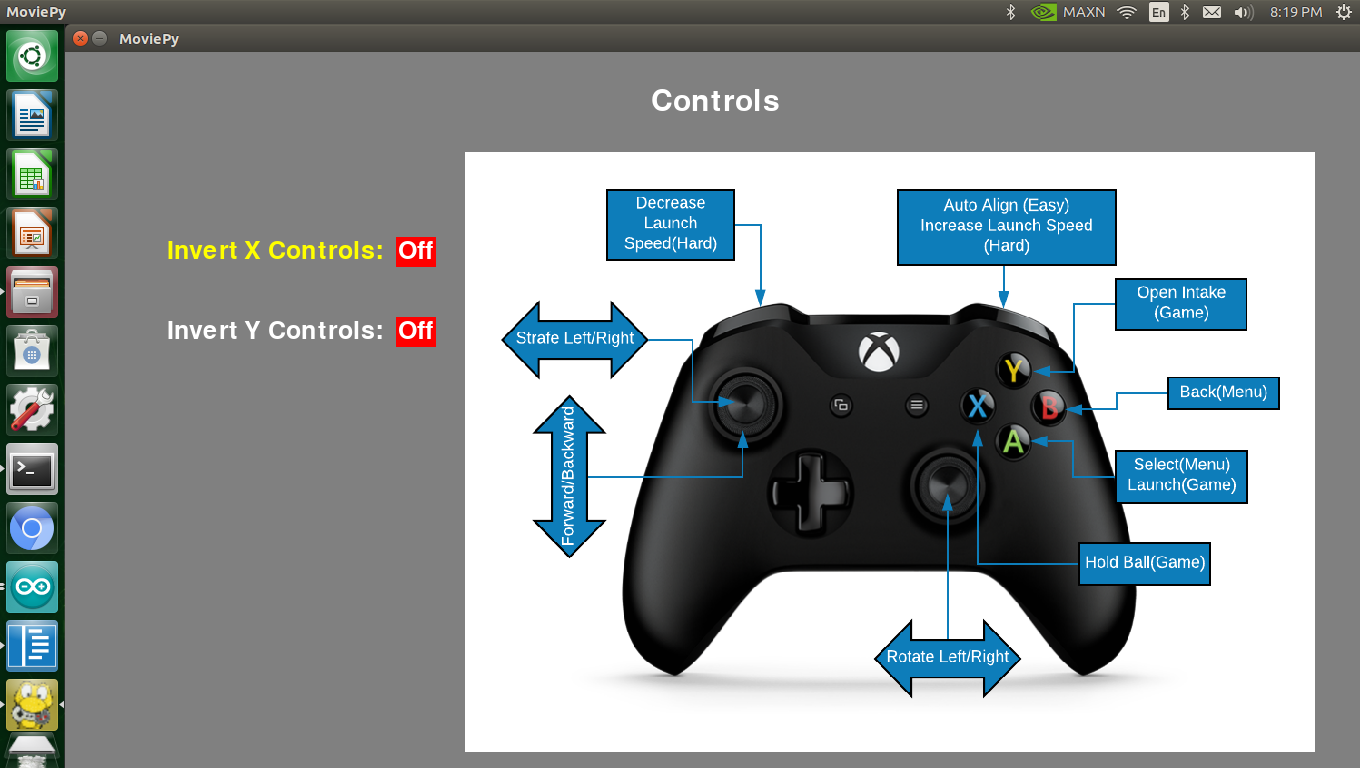 MoviePy
MAXN
En
8:19 PM
MoviePy
Controls
Invert X Controls: Off
Invert Y Controls: Off
Decrease
Launch
Speed(Hard)
Auto Align (Easy)
Increase Launch Speed
(Hard)
Open Intake
(Game)
Strafe Left/Right
Y
Back(Menu)
X
B
A
Forward/Backward
Select(Menu)
Launch(Game)
Hold Ball(Game)
Rotate Left/Right